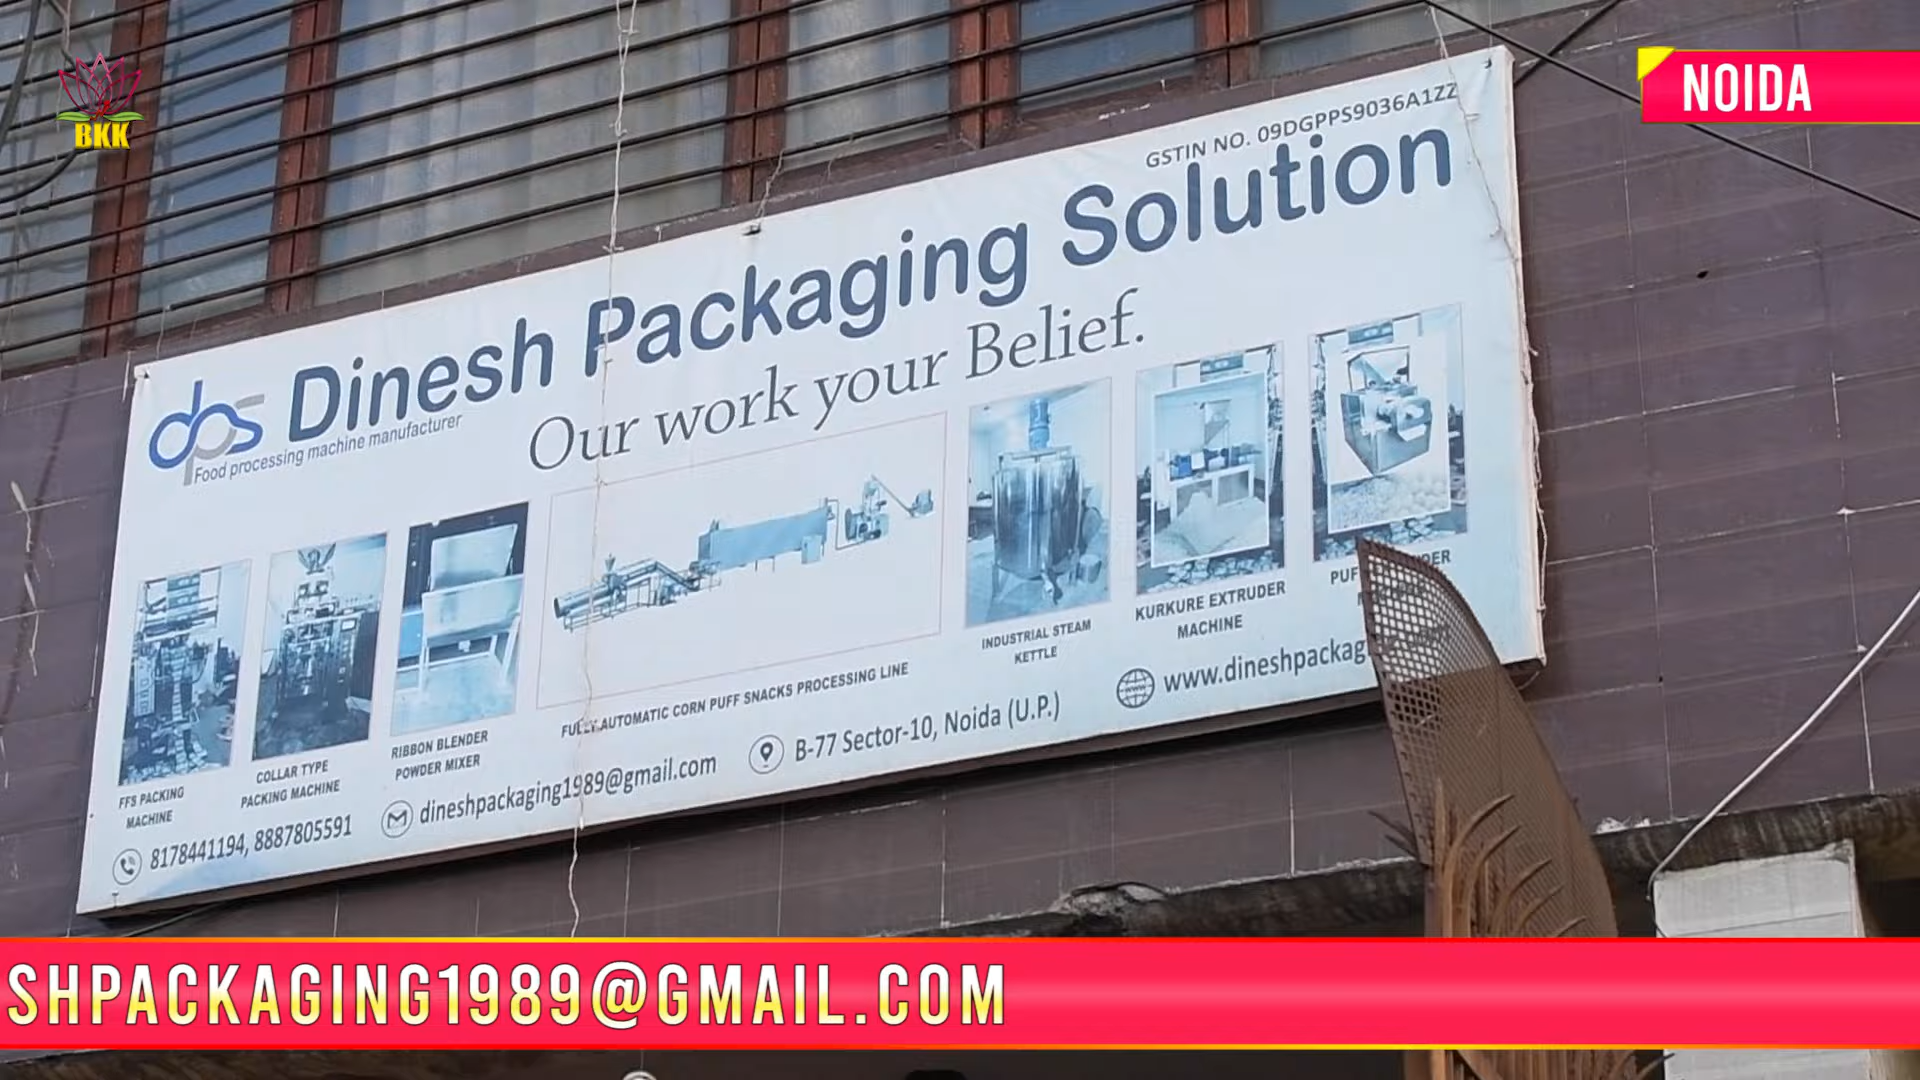 BKK
NOIDA
GSTIN NO. 09DGPPS9036A1ZZ
dps Dinesh Packaging Solution
Food processing machine manufacturer
Our work your Belief.
FFS PACKING
MACHINE
COLLAR TYPE
PACKING MACHINE
RIBBON BLENDER
POWDER MIXER
FULLY AUTOMATIC CORN PUFF SNACKS PROCESSING LINE
INDUSTRIAL STEAM
KETTLE
KURKURE EXTRUDER
MACHINE
8178441194, 8887805591
dineshpackaging1989@gmail.com
B-77 Sector-10, Noida (U.P.)
www.dineshpackag
SHPACKAGING1989@GMAIL.COM